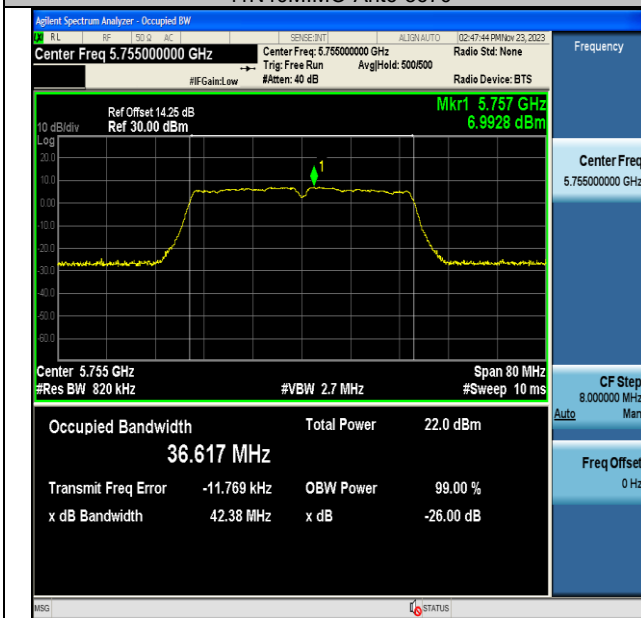 Agilent Spectrum Analyzer - Occupied BW
RL RF 50 Ω AC SENSE:INT ALIGN AUTO 02:47:44 PM Nov 23, 2023
Center Freq 5.755000000 GHz Center Freq: 5.755000000 GHz Radio Std: None
Trig: Free Run Avg|Hold: 500/500
#IFGain:Low #Atten: 40 dB Radio Device: BTS
Frequency
Mkr1 5.757 GHz
6.9928 dBm
Ref Offset 14.25 dB
10 dB/div Ref 30.00 dBm
Log
20.0
10.0
0.00
-10.0
-20.0
-30.0
-40.0
-50.0
-60.0
1
Center 5.755 GHz Span 80 MHz
#Res BW 820 kHz #VBW 2.7 MHz #Sweep 10 ms
Occupied Bandwidth Total Power 22.0 dBm
36.617 MHz
Transmit Freq Error -11.769 kHz OBW Power 99.00 %
x dB Bandwidth 42.38 MHz x dB -26.00 dB
Center Freq
5.755000000 GHz
CF Step
8.000000 MHz
Auto Man
Freq Offset
0 Hz
MSG STATUS